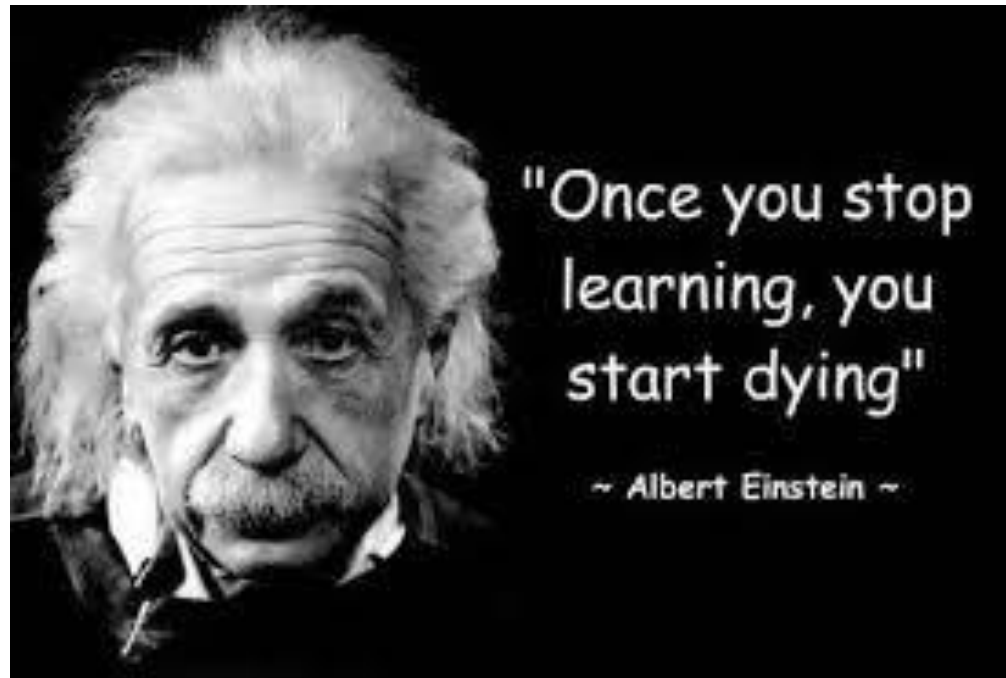 "Once you stop
learning, you
start dying"
~ Albert Einstein ~